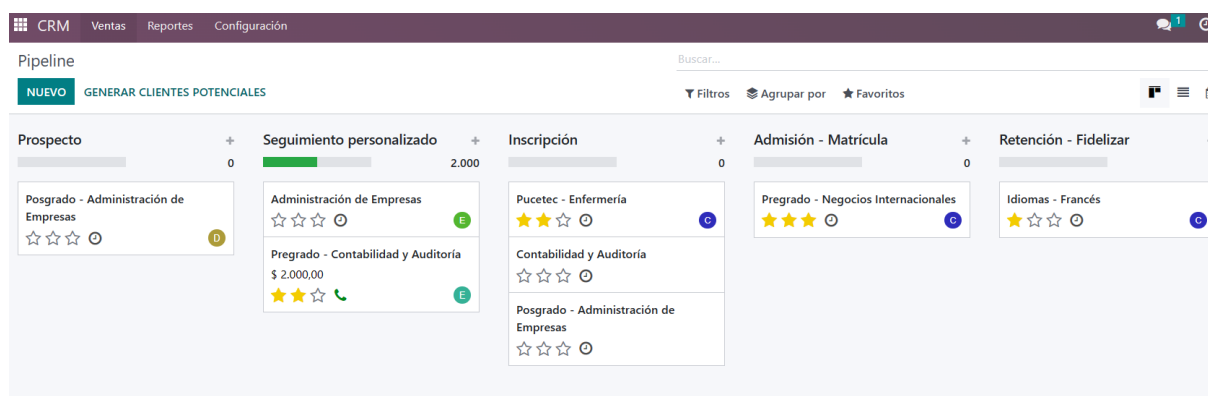 CRM Ventas Reportes Configuración 1
Pipeline
Buscar...
NUEVO GENERAR CLIENTES POTENCIALES
Filtros Agrupar por Favoritos
Prospecto +
0
Posgrado - Administración de
Empresas
D
Seguimiento personalizado +
2.000
Administración de Empresas
E
Pregrado - Contabilidad y Auditoría
$ 2.000,00
E
Inscripción +
0
Pucetec - Enfermería
C
Contabilidad y Auditoría
Posgrado - Administración de
Empresas
Admisión - Matrícula +
0
Pregrado - Negocios Internacionales
C
Retención - Fidelizar
Idiomas - Francés
C